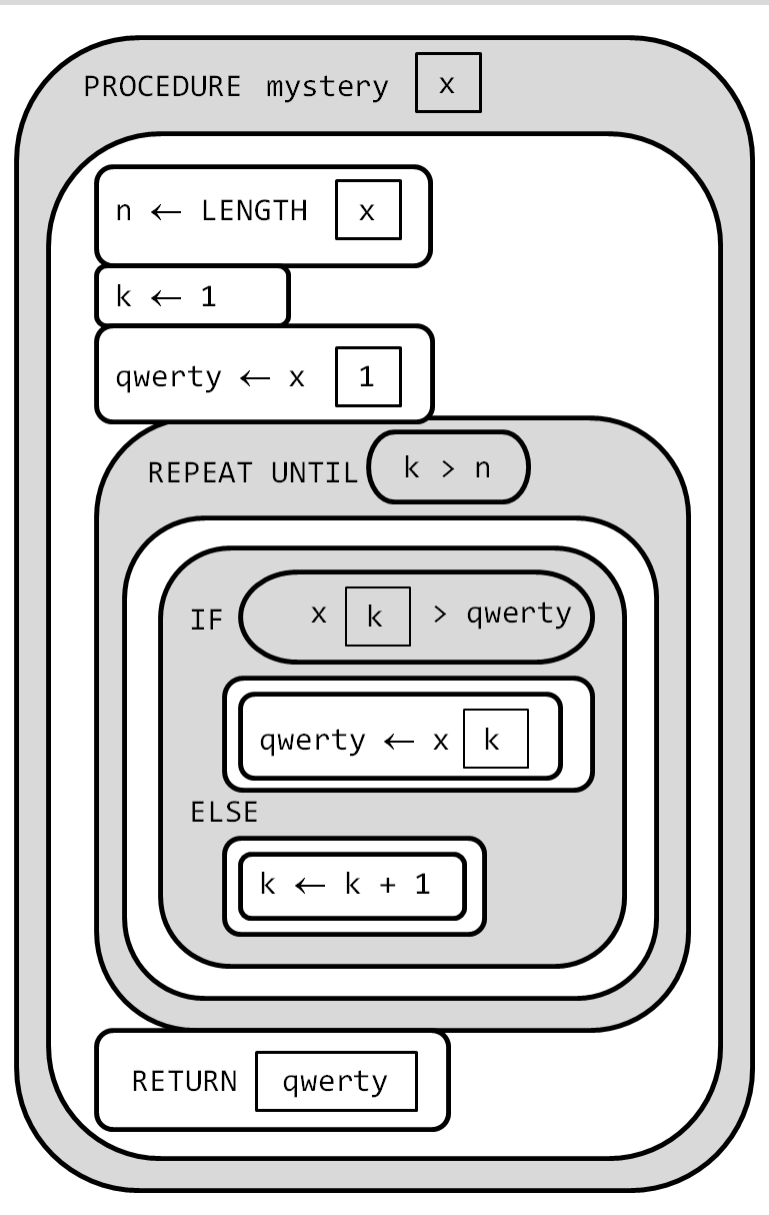 PROCEDURE mystery x
n ← LENGTH x
k ← 1
qwerty ← x 1
REPEAT UNTIL k > n
IF x k > qwerty
qwerty ← x k
ELSE
k ← k + 1
RETURN qwerty